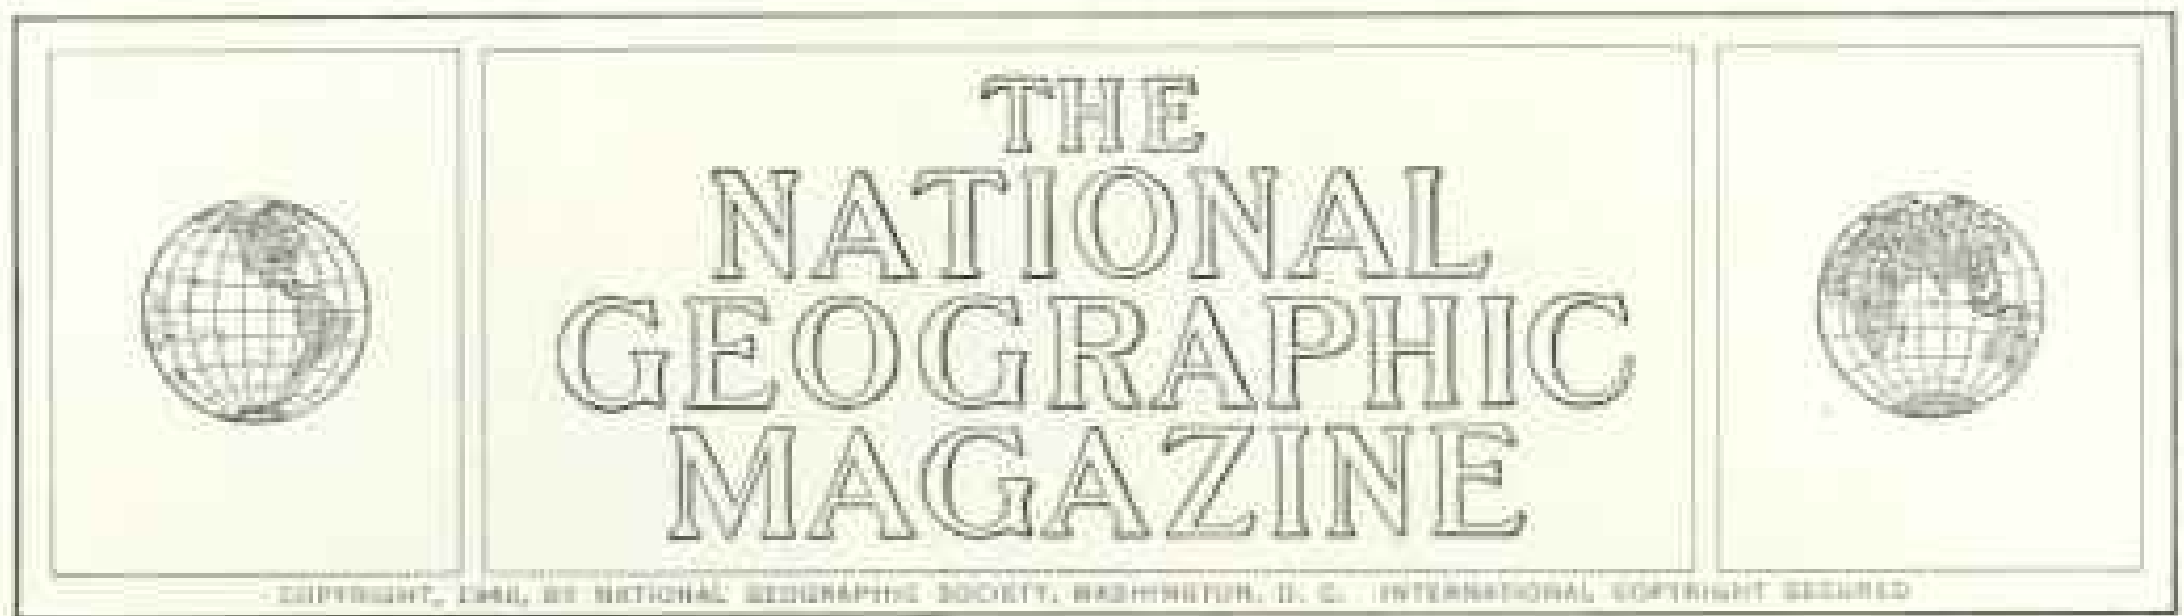 THE
NATIONAL
GEOGRAPHIC
MAGAZINE
COPYRIGHT, BY NATIONAL GEOGRAPHIC SOCIETY, WASHINGTON, D. C. INTERNATIONAL COPYRIGHT SECURED